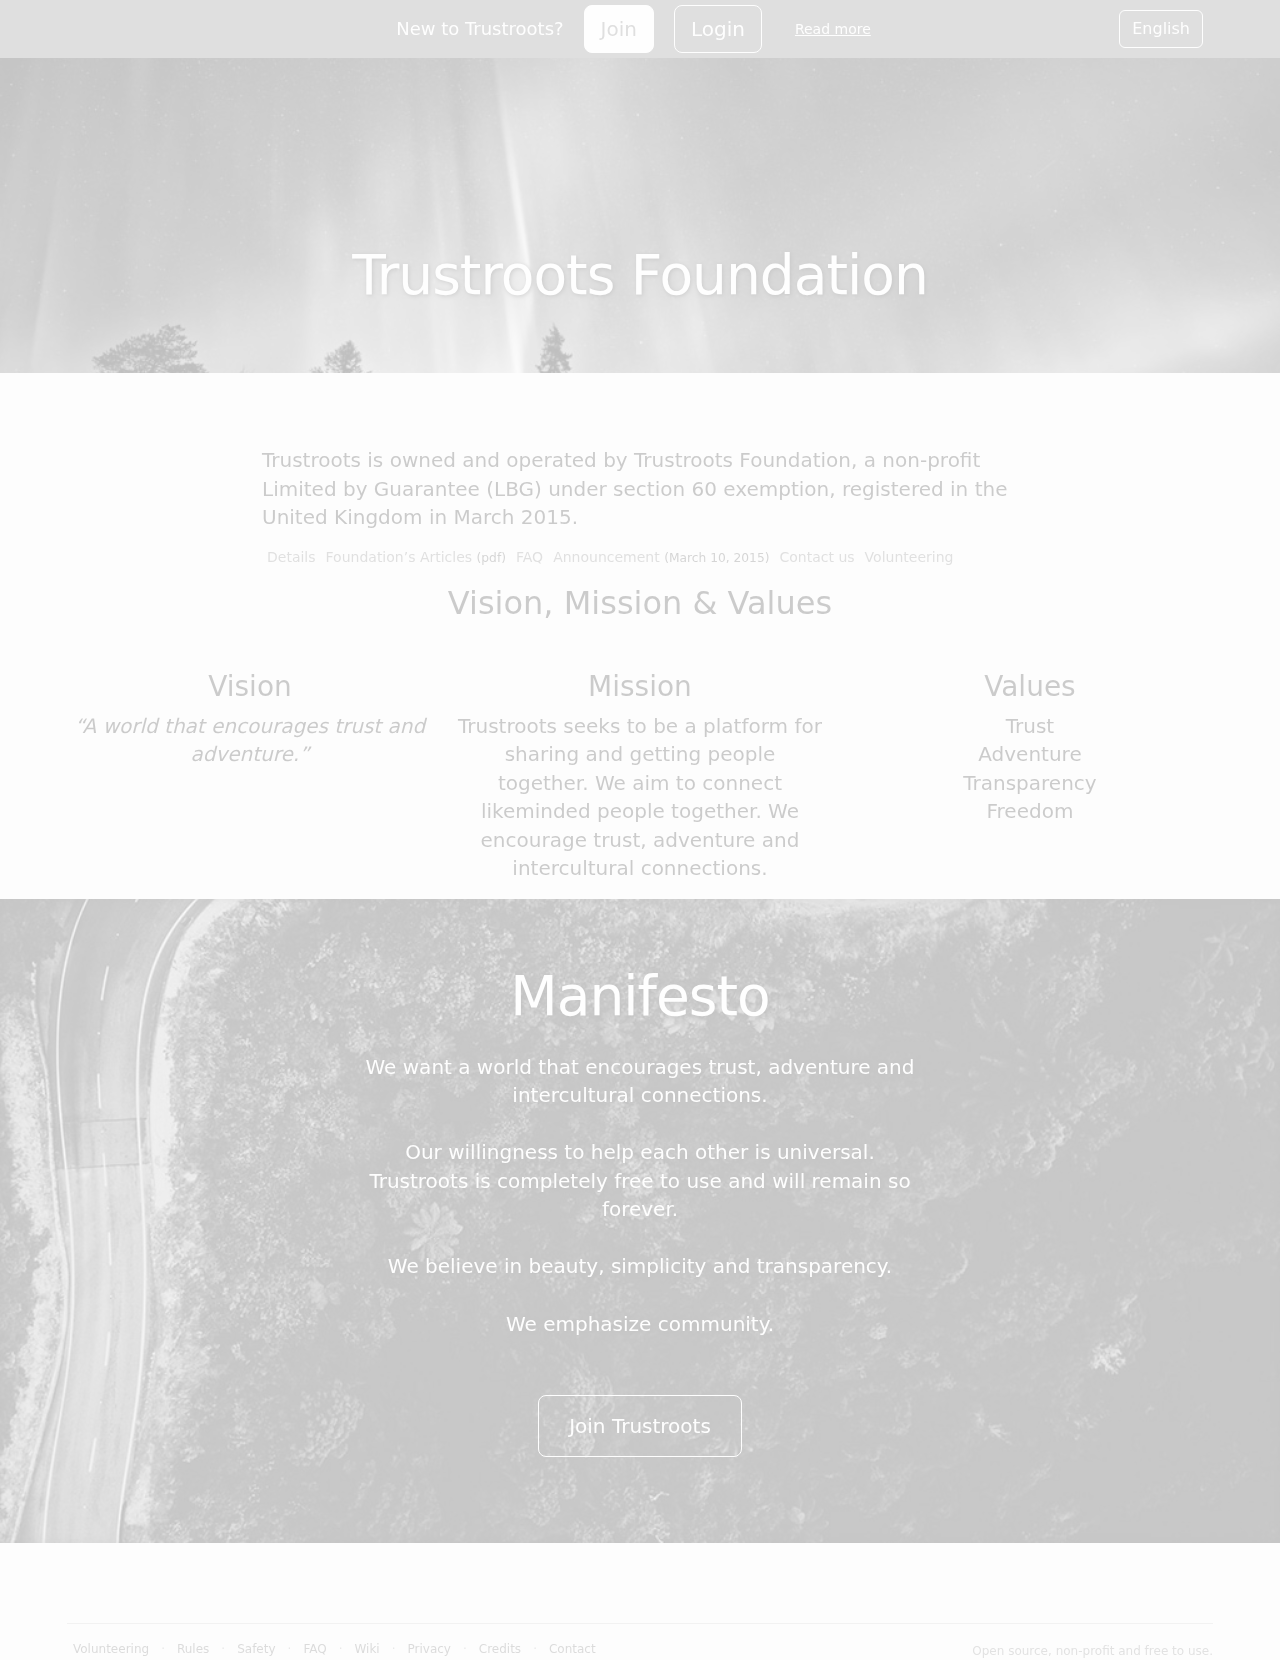 New to Trustroots? Join Login Read more English
Trustroots Foundation
Trustroots is owned and operated by Trustroots Foundation, a non-profit
Limited by Guarantee (LBG) under section 60 exemption, registered in the
United Kingdom in March 2015.
Details Foundation’s Articles (pdf) FAQ Announcement (March 10, 2015) Contact us Volunteering
Vision, Mission & Values
Vision
“A world that encourages trust and
adventure.”
Mission
Trustroots seeks to be a platform for
sharing and getting people
together. We aim to connect
likeminded people together. We
encourage trust, adventure and
intercultural connections.
Values
Trust
Adventure
Transparency
Freedom
Manifesto
We want a world that encourages trust, adventure and
intercultural connections.
Our willingness to help each other is universal.
Trustroots is completely free to use and will remain so
forever.
We believe in beauty, simplicity and transparency.
We emphasize community.
Join Trustroots
Volunteering · Rules · Safety · FAQ · Wiki · Privacy · Credits · Contact
Open source, non-profit and free to use.